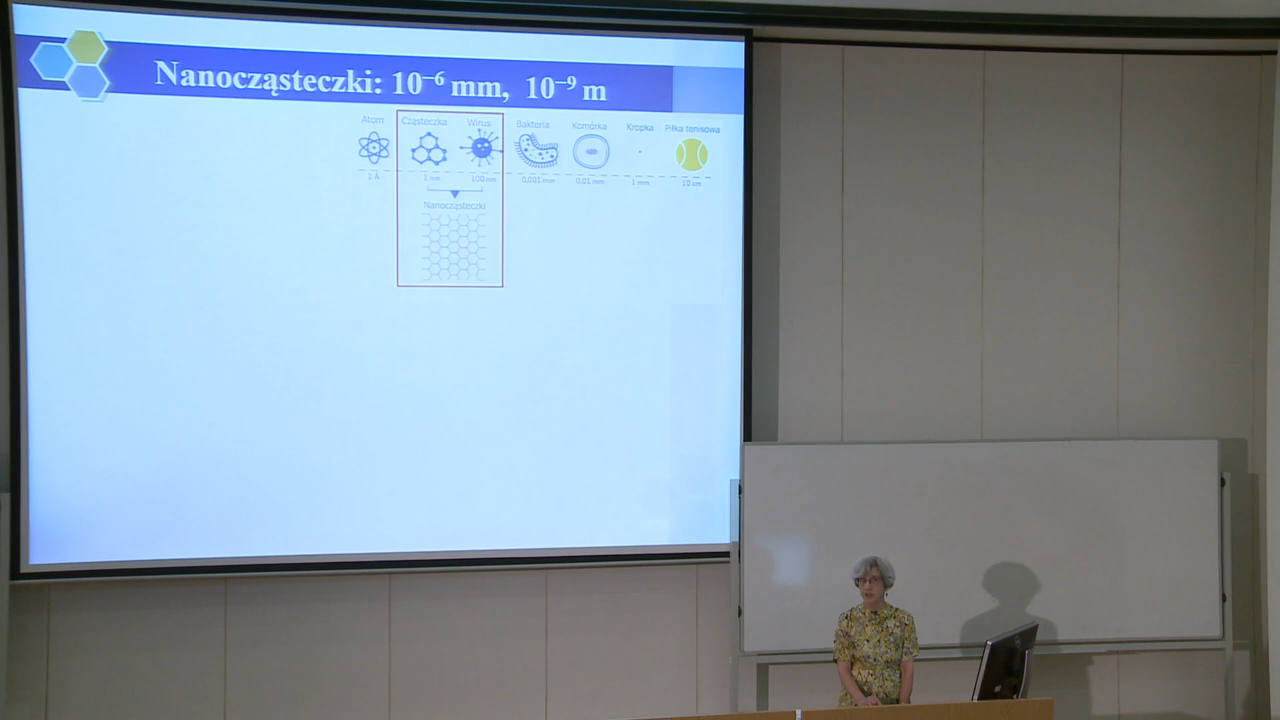 Nanocząsteczki: 10⁻⁶ mm, 10⁻⁹ m
Atom Cząsteczka Wirus Bakteria Komórka Kropka Piłka tenisowa
1 Å 1 nm 100 nm 0,001 mm 0,01 mm 1 mm 10 cm
Nanocząsteczki